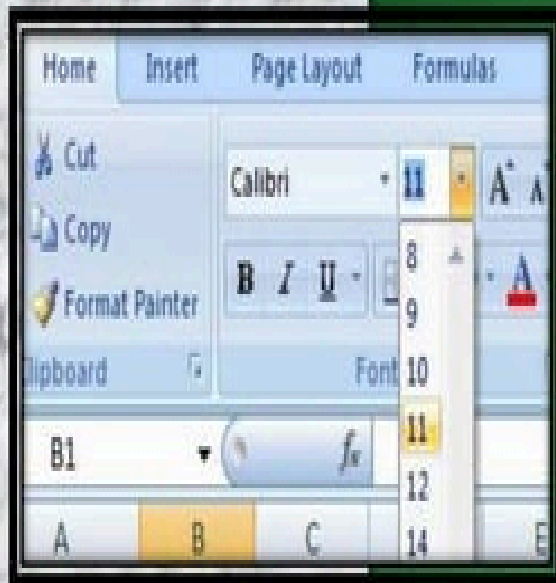 Home Insert Page Layout Formulas
Cut
Copy
Format Painter
Calibri 11 A A
B I U A
lipboard
Font
8
9
10
11
12
14
B1 fx
A B C E